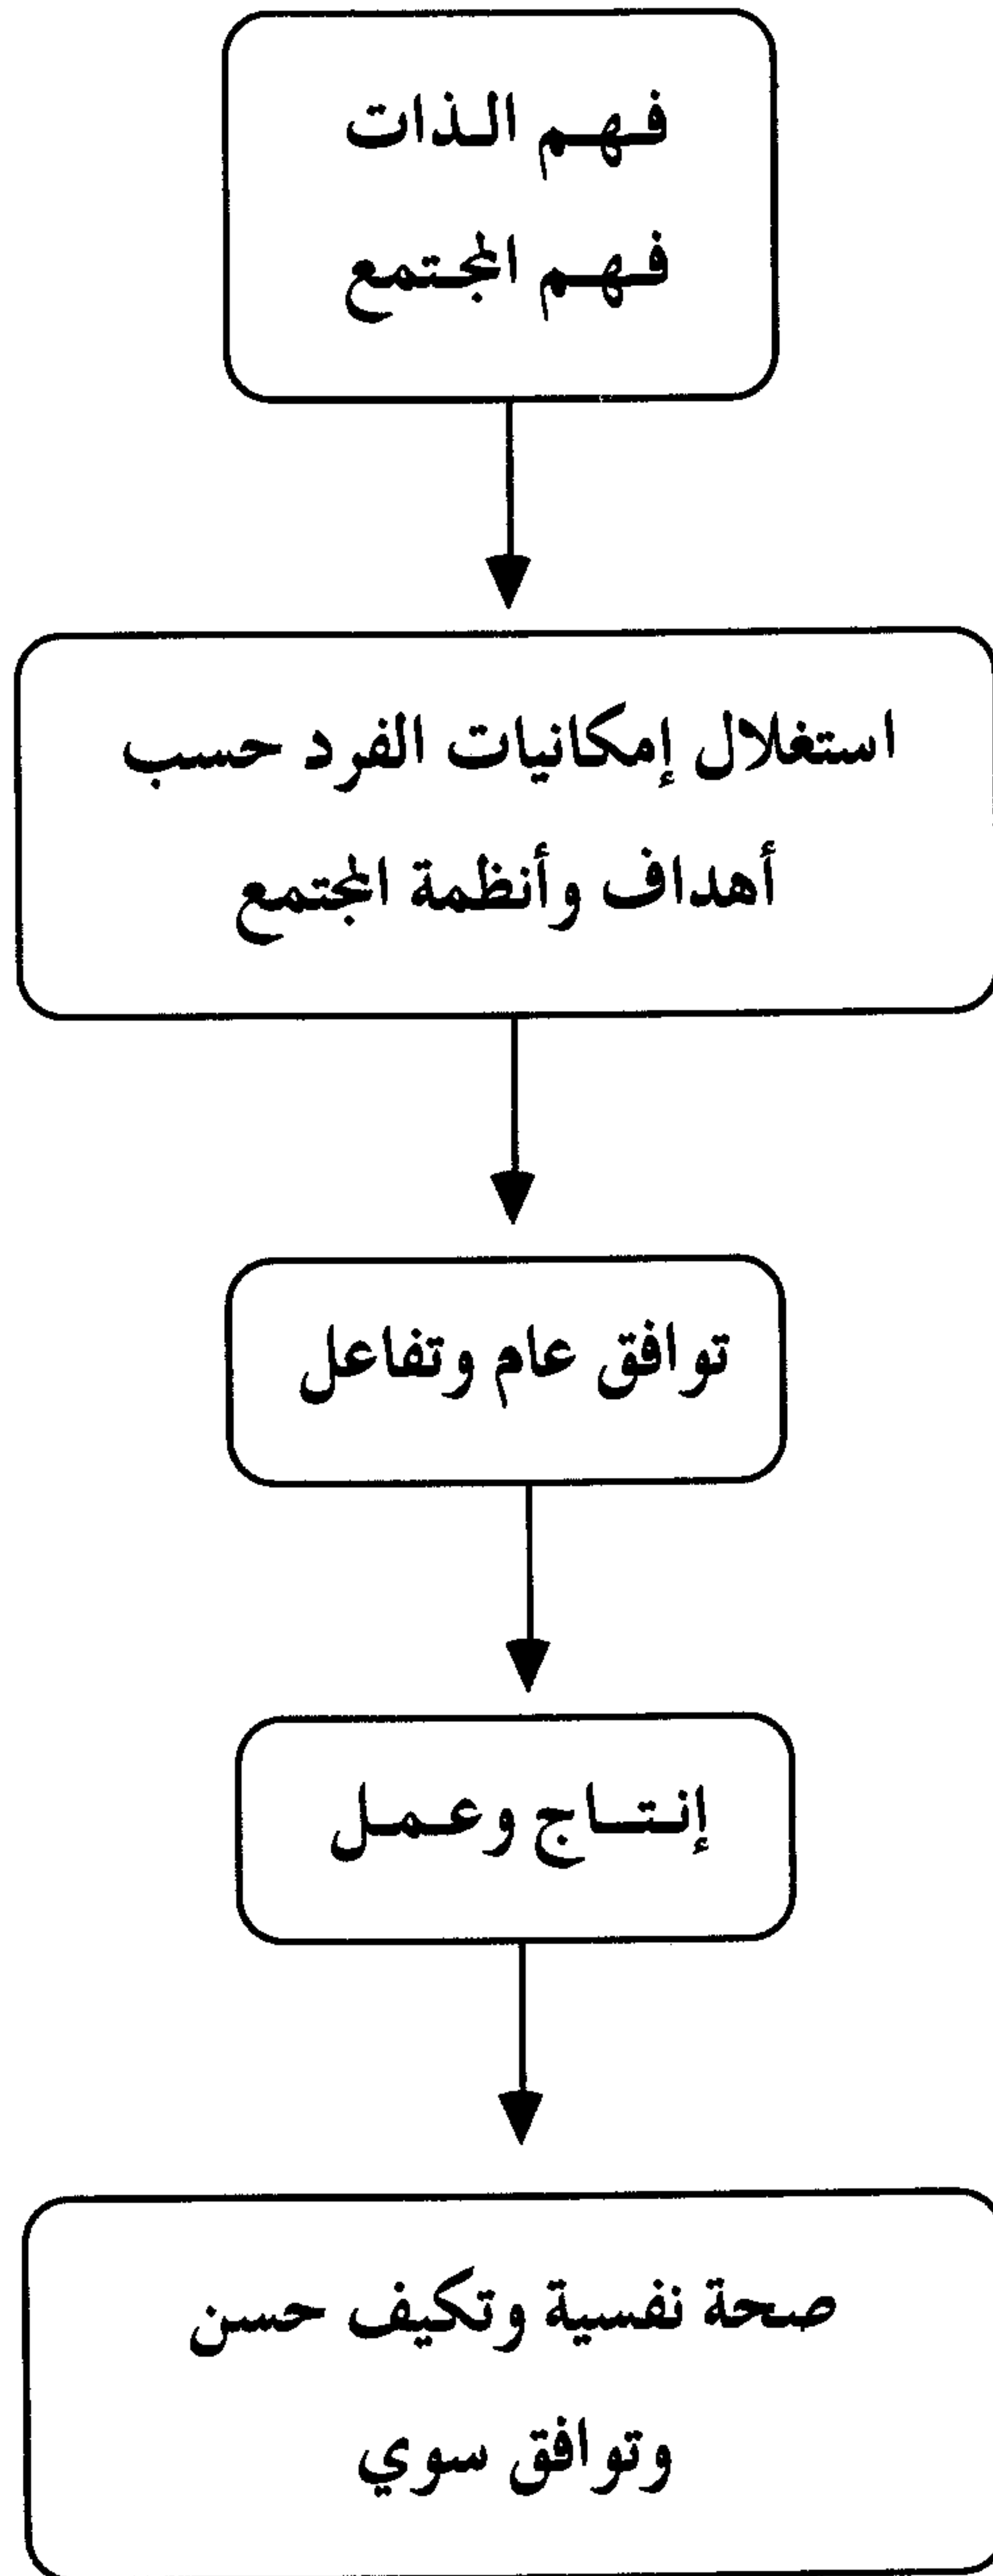 فهم الذات
فهم المجتمع
استغلال إمكانيات الفرد حسب
أهداف وأنظمة المجتمع
توافق عام وتفاعل
إنتاج وعمل
صحة نفسية وتكيف حسن
وتوافق سوي